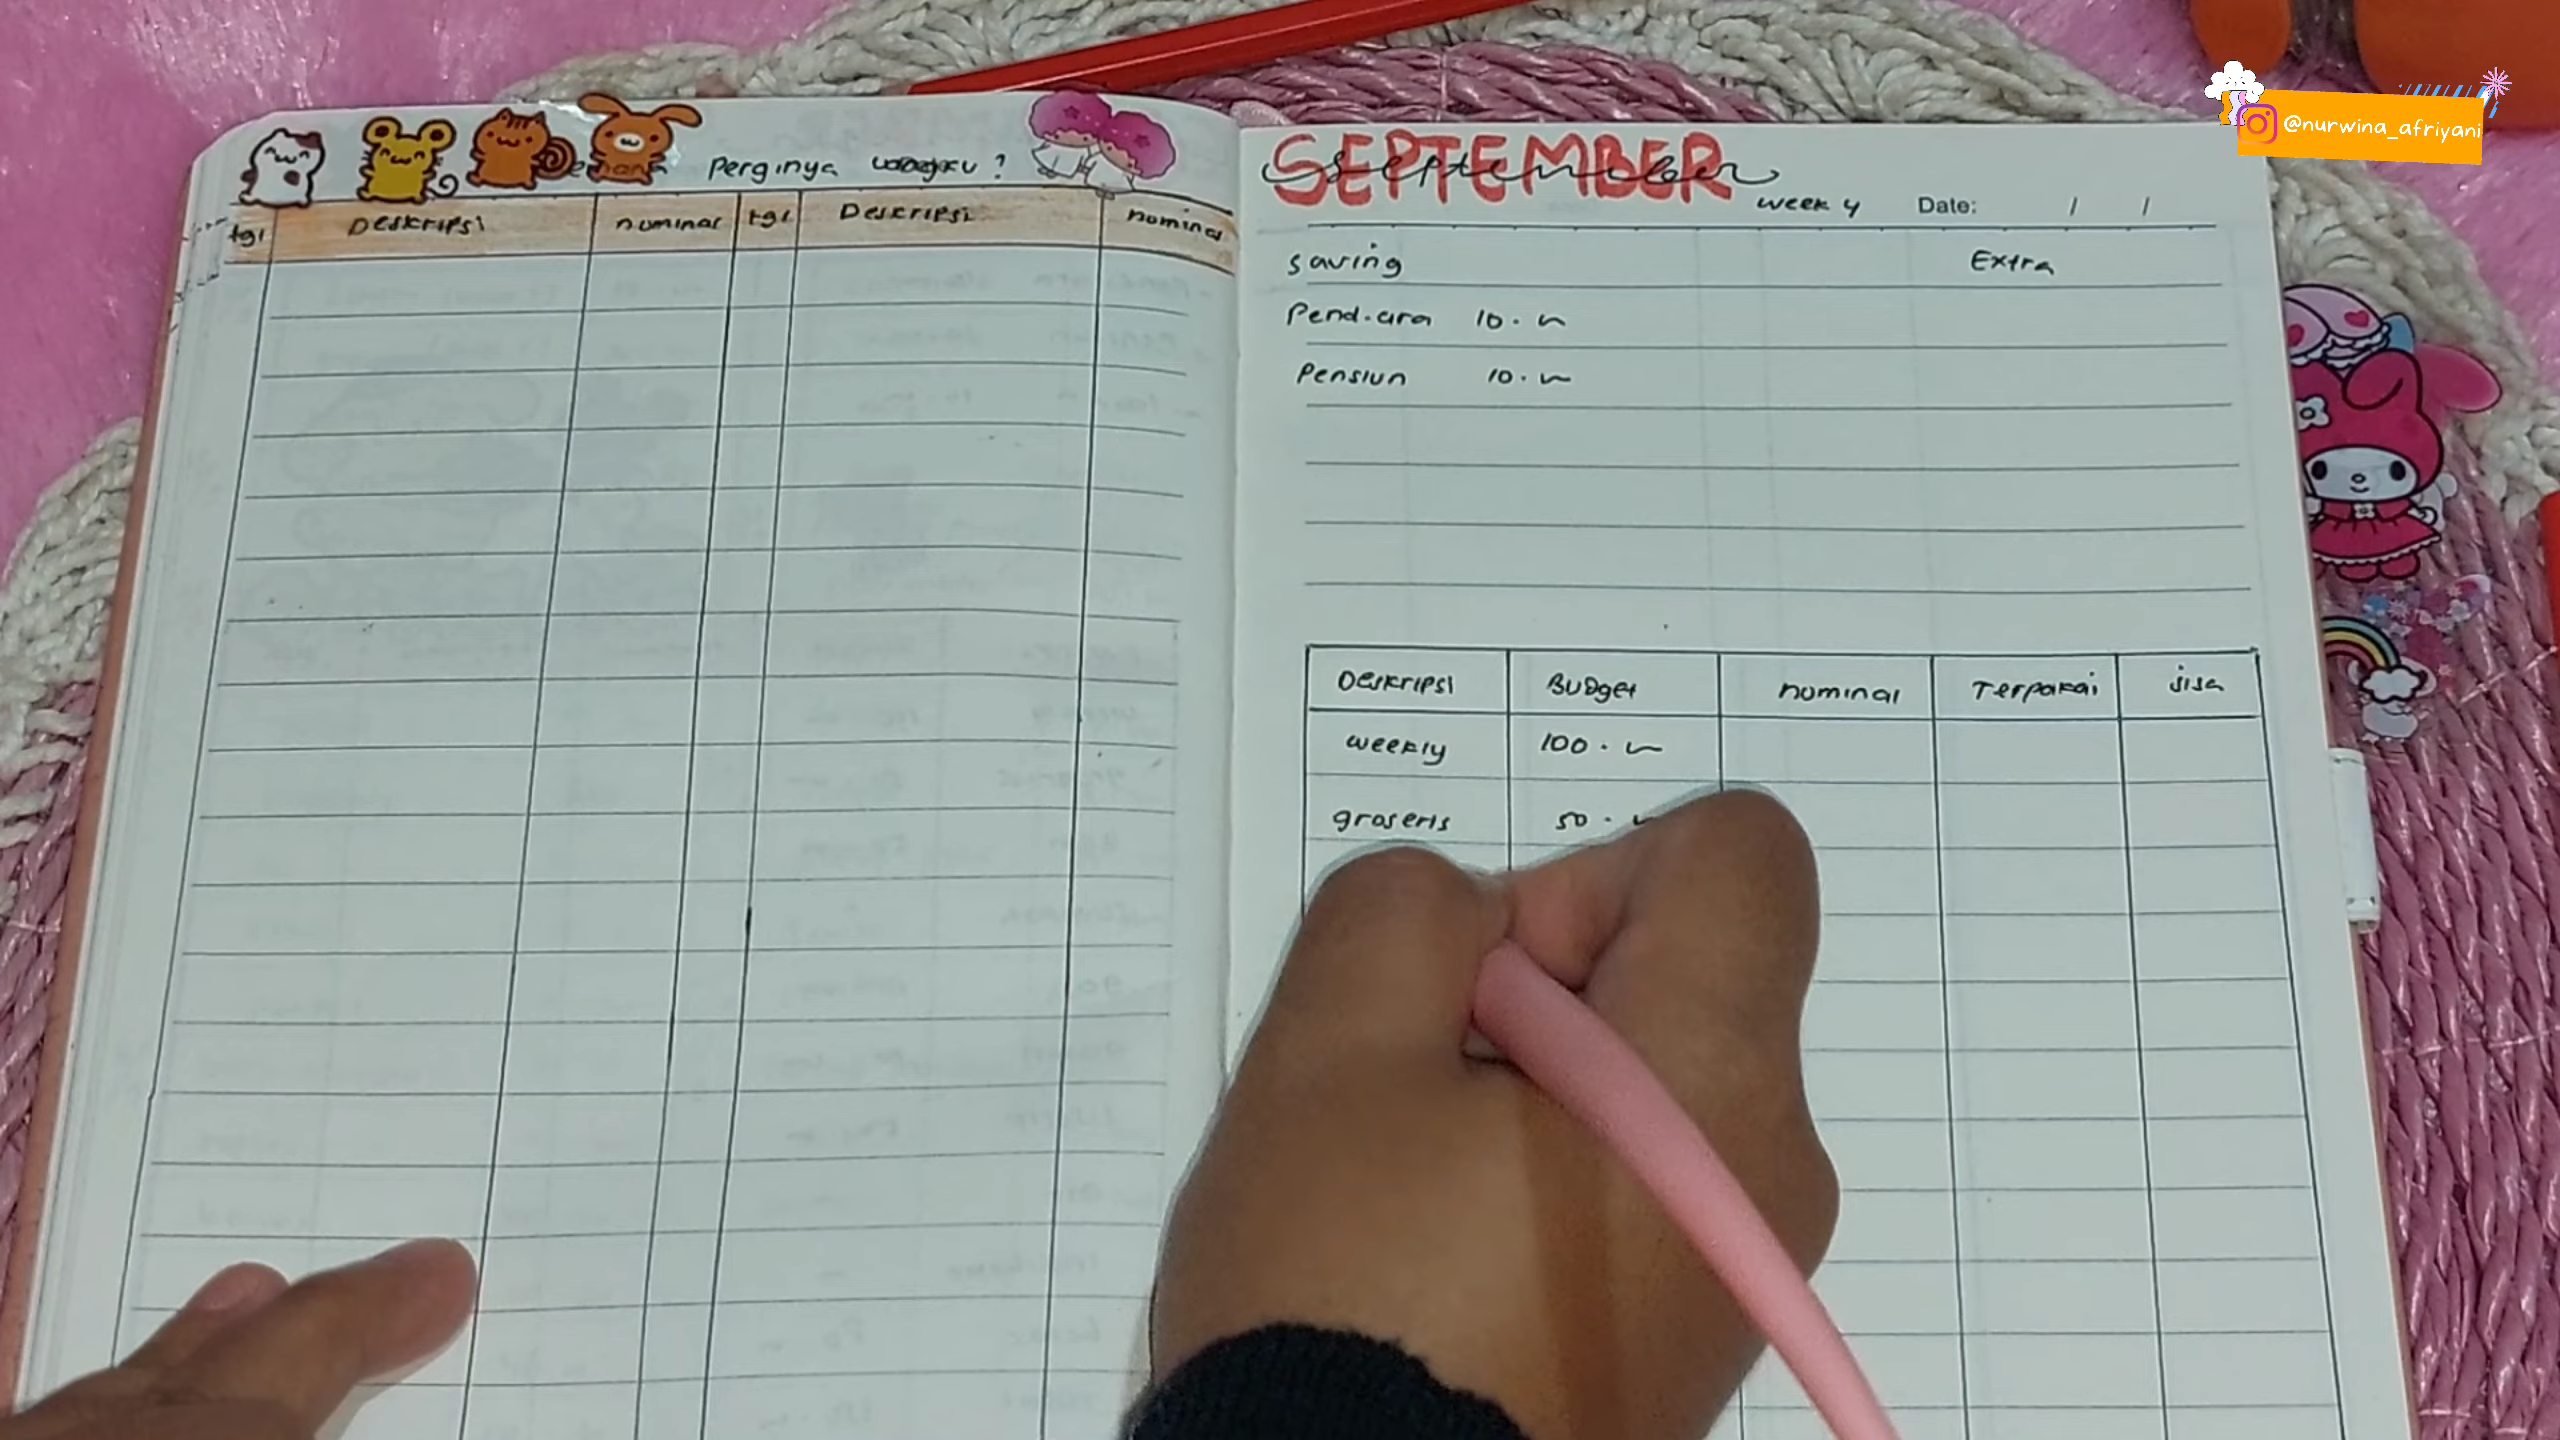 @nurwina_afriyani
Perginya
tgl Deskripsi nominal tgl Deskripsi nominal
SEPTEMBER
September
week 4 Date: / /
saving Extra
Pend.ara 10.
Pensiun 10.
Deskripsi Budget nominal Terpakai sisa
weekly 100.
groseris 50.